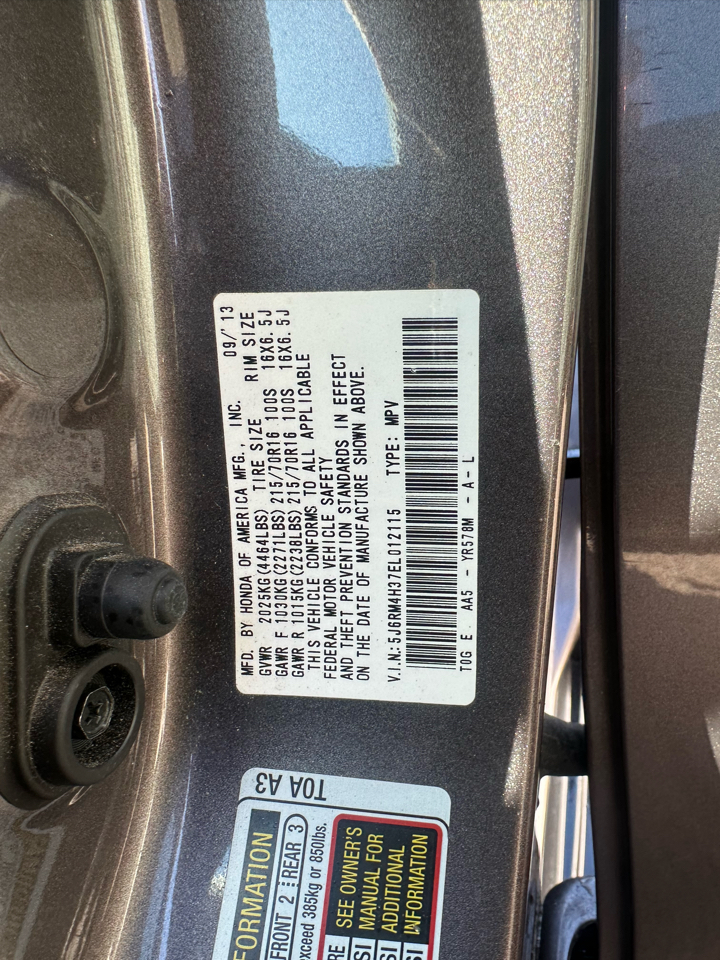 MFD. BY HONDA OF AMERICA MFG., INC. 09/'13
GVWR 2025KG(4464LBS) TIRE SIZE RIM SIZE
GAWR F 1030KG(2271LBS) 215/70R16 100S 16X6.5J
GAWR R 1015KG(2238LBS) 215/70R16 100S 16X6.5J
THIS VEHICLE CONFORMS TO ALL APPLICABLE
FEDERAL MOTOR VEHICLE SAFETY
AND THEFT PREVENTION STANDARDS IN EFFECT
ON THE DATE OF MANUFACTURE SHOWN ABOVE.
V.I.N:5J6RM4H37EL012115 TYPE: MPV
T0G E AA5 - YR578M - A - L
T0A A3
FORMATION
FRONT 2 REAR 3
exceed 385kg or 850lbs.
SEE OWNER'S
MANUAL FOR
ADDITIONAL
INFORMATION